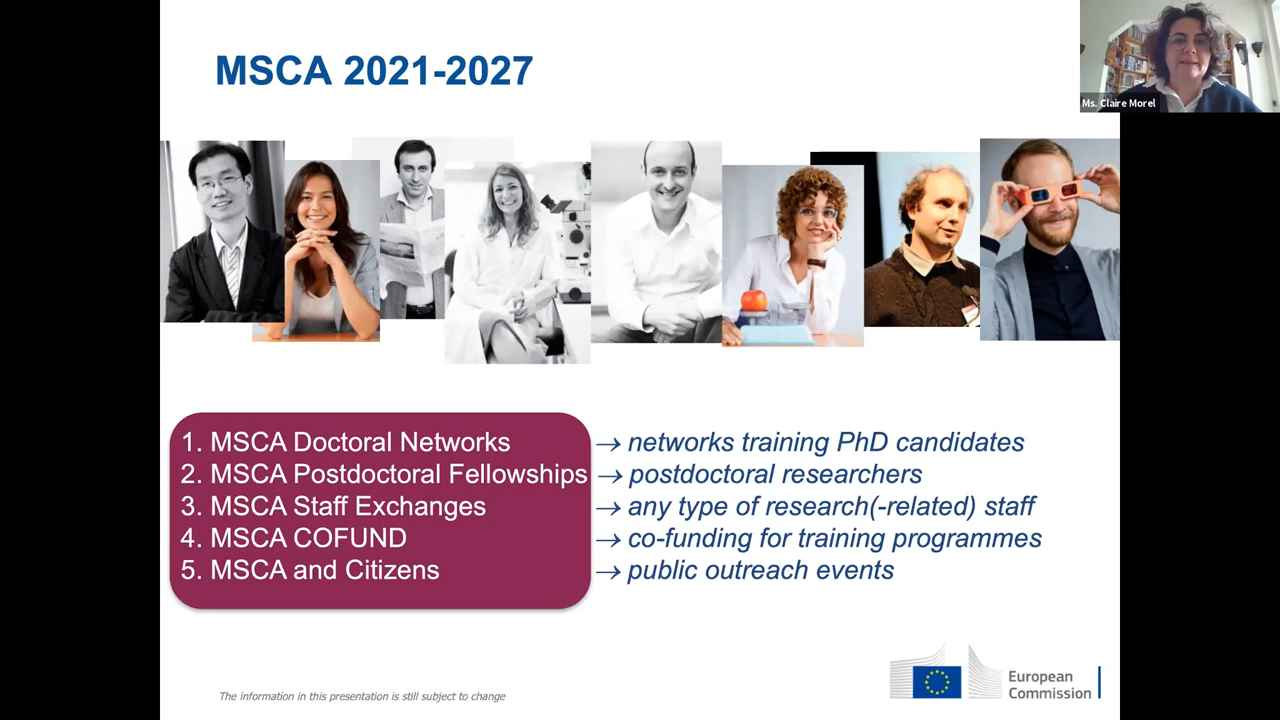 MSCA 2021-2027
Ms. Claire Morel
1. MSCA Doctoral Networks → networks training PhD candidates
2. MSCA Postdoctoral Fellowships → postdoctoral researchers
3. MSCA Staff Exchanges → any type of research(-related) staff
4. MSCA COFUND → co-funding for training programmes
5. MSCA and Citizens → public outreach events
The information in this presentation is still subject to change
European
Commission